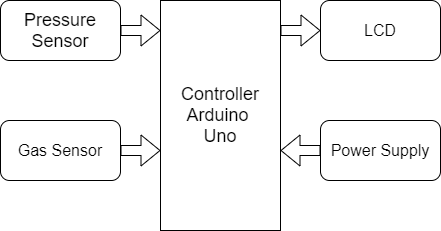 Pressure
Sensor
LCD
Controller
Arduino
Uno
Gas Sensor
Power Supply